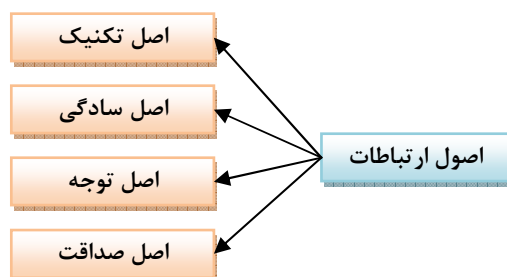 اصول ارتباطات
اصل تکنیک
اصل سادگی
اصل توجه
اصل صداقت